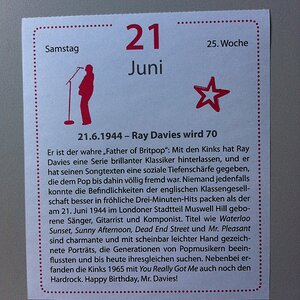 Samstag 21 25. Woche
Juni
21.6.1944 – Ray Davies wird 70
Er ist der wahre „Father of Britpop“: Mit den Kinks hat Ray
Davies eine Serie brillanter Klassiker hinterlassen, und er
hat seinen Songtexten eine soziale Tiefenschärfe gegeben,
die dem Pop bis dahin völlig fremd war. Niemand jedenfalls
konnte die Befindlichkeiten der englischen Klassengesell-
schaft besser in fröhliche Drei-Minuten-Hits packen als der
am 21. Juni 1944 im Londoner Stadtteil Muswell Hill gebo-
rene Sänger, Gitarrist und Komponist. Titel wie Waterloo
Sunset, Sunny Afternoon, Dead End Street und Mr. Pleasant
sind charmante und mit scheinbar leichter Hand gezeich-
nete Porträts, die Generationen von Popmusikern beein-
flussten und bis heute ihresgleichen suchen. Nebenbei er-
fanden die Kinks 1965 mit You Really Got Me auch noch den
Hardrock. Happy Birthday, Mr. Davies!